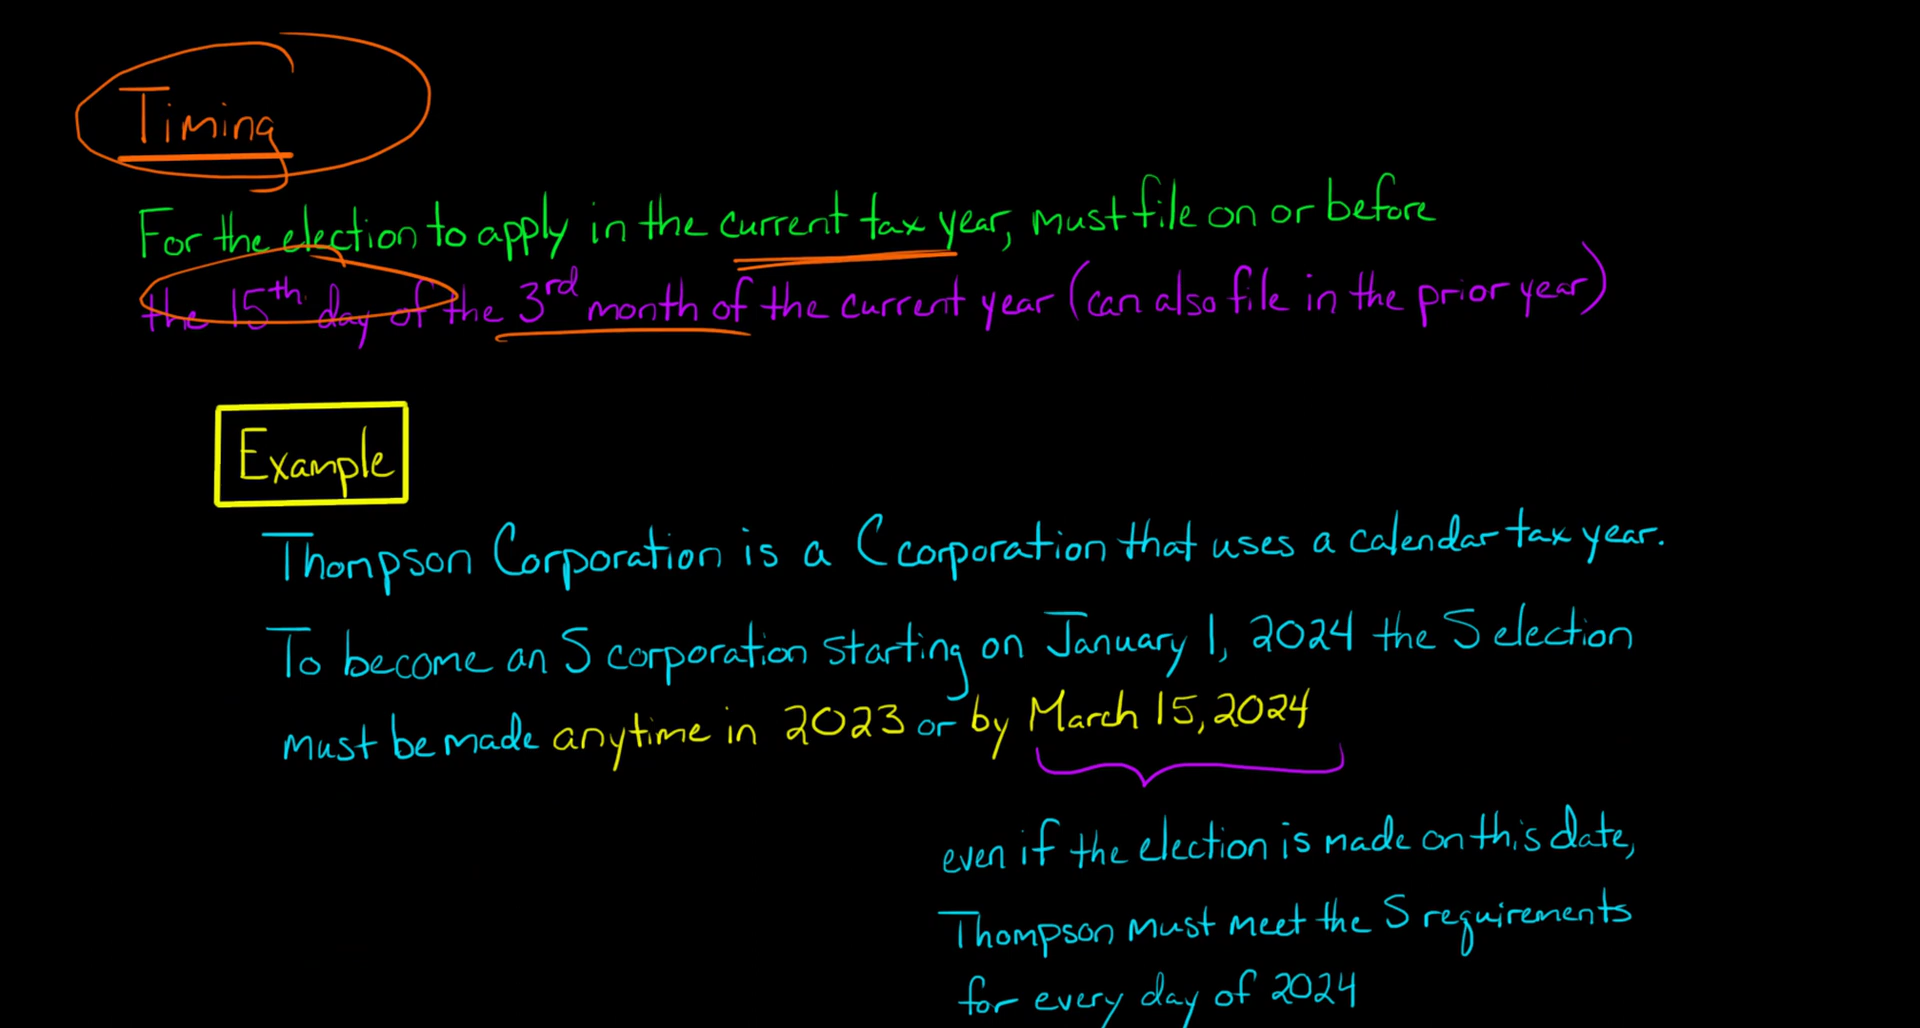 Timing
For the election to apply in the current tax year, must file on or before
the 15th day of the 3rd month of the current year (can also file in the prior year)
Example
Thompson Corporation is a C corporation that uses a calendar tax year.
To become an S corporation starting on January 1, 2024 the S election
must be made anytime in 2023 or by March 15, 2024
even if the election is made on this date,
Thompson must meet the S requirements
for every day of 2024